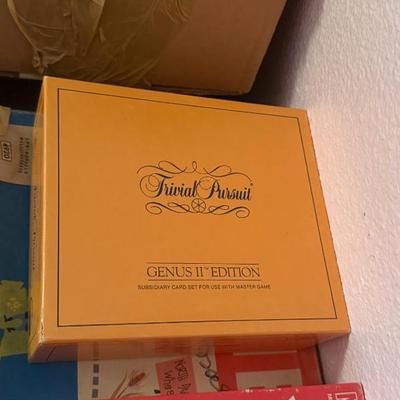 Trivial Pursuit®
GENUS II™ EDITION
SUBSIDIARY CARD SET FOR USE WITH MASTER GAME